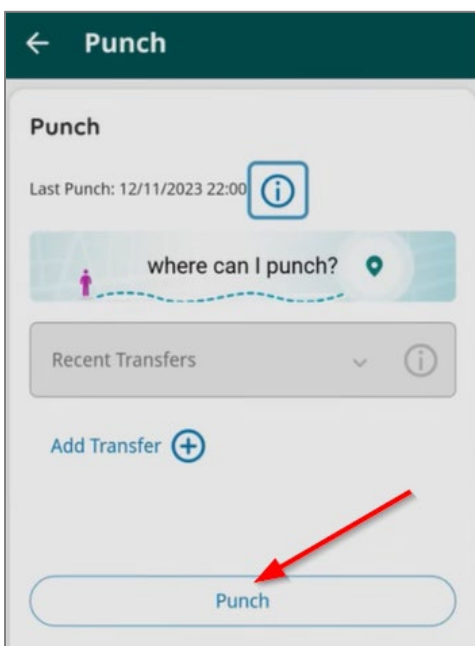 Punch
Punch
Last Punch: 12/11/2023 22:00
where can I punch?
Recent Transfers
Add Transfer
Punch